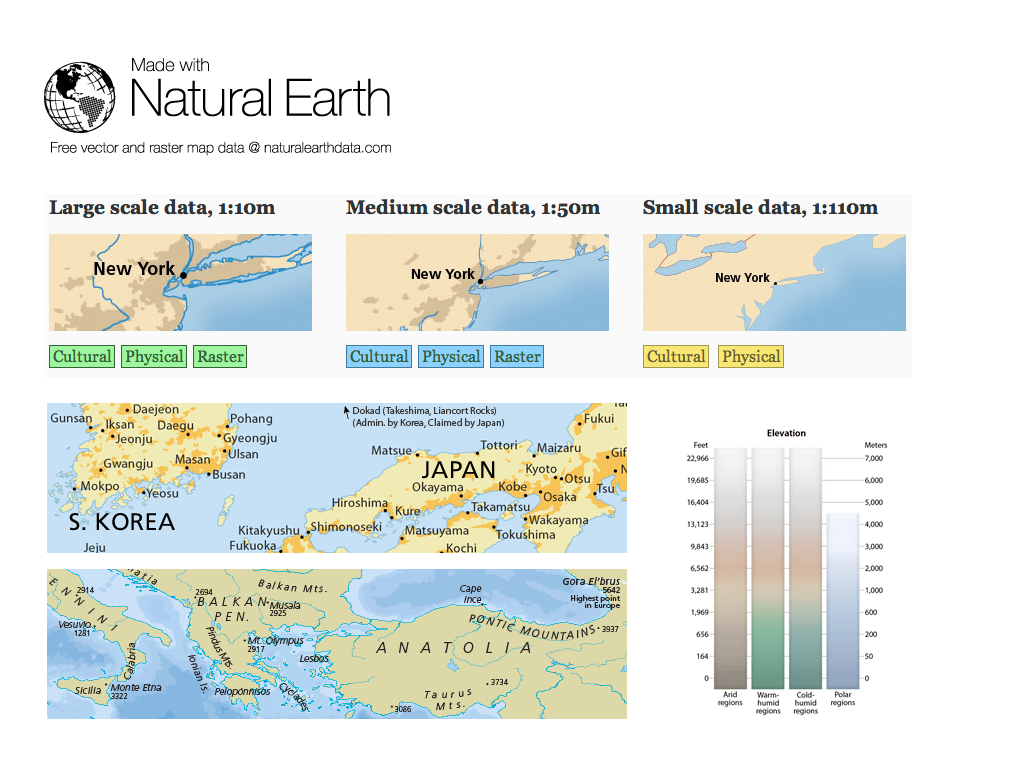 Made with
Natural Earth
Free vector and raster map data @ naturalearthdata.com
Large scale data, 1:10m
Medium scale data, 1:50m
Small scale data, 1:110m
New York
New York
New York
Cultural Physical Raster
Cultural Physical Raster
Cultural Physical
Daejeon
Gunsan
Iksan
Jeonju
Daegu
Pohang
Gyeongju
Ulsan
Gwangju
Masan
Busan
Mokpo
Yeosu
S. KOREA
Jeju
Dokad (Takeshima, Liancort Rocks)
(Admin. by Korea, Claimed by Japan)
Fukui
Matsue
Tottori
Maizaru
Gif
JAPAN
Kyoto
Otsu
N
Okayama
Kobe
Osaka
Tsu
Hiroshima
Kure
Takamatsu
Wakayama
Kitakyushu
Shimonoseki
Matsuyama
Tokushima
Fukuoka
Kochi
E N N I N I
2914
matia
2694
Balkan Mts.
BALKAN
PEN.
Musala
2925
Cape
Ince
Gora El'brus
5642
Highest point
in Europe
Vesuvio
1281
Pindus Mts.
Mt. Olympus
2917
PONTIC MOUNTAINS
3937
ANATOLIA
Calabria
Ionian Is.
Lesbos
Sicilia
Monte Etna
3322
Peloponnisos
Cyclades
Taurus
Mts.
3734
3086
Elevation
Feet
Meters
22,966 7,000
19,685 6,000
16,404 5,000
13,123 4,000
9,843 3,000
6,562 2,000
3,281 1,000
1,969 600
656 200
164 50
0 0
Arid
regions
Warm-
humid
regions
Cold-
humid
regions
Polar
regions